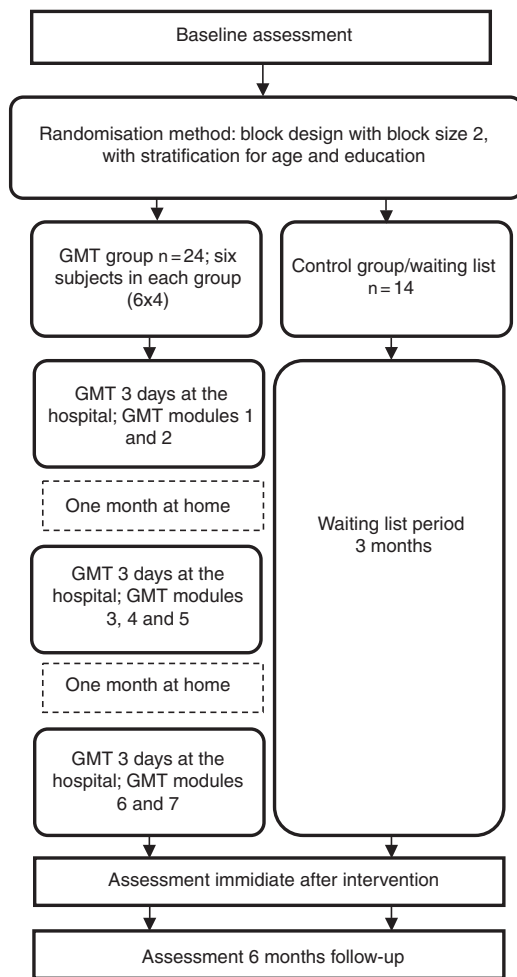 Baseline assessment
Randomisation method: block design with block size 2,
with stratification for age and education
GMT group n = 24; six
subjects in each group
(6x4)
Control group/waiting list
n = 14
GMT 3 days at the
hospital; GMT modules 1
and 2
One month at home
Waiting list period
3 months
GMT 3 days at the
hospital; GMT modules
3, 4 and 5
One month at home
GMT 3 days at the
hospital; GMT modules
6 and 7
Assessment immidiate after intervention
Assessment 6 months follow-up